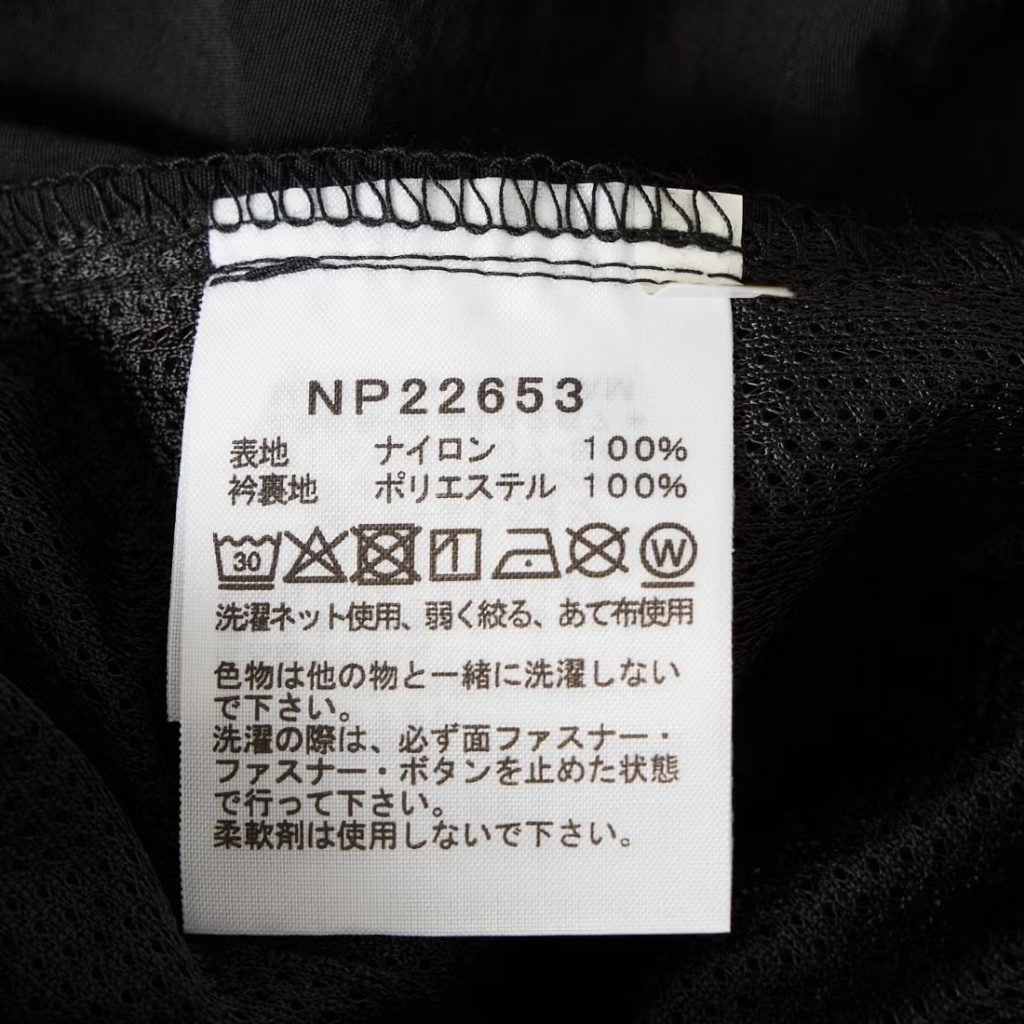 NP22653
表地 ナイロン 100%
衿裏地 ポリエステル 100%
30 W
洗濯ネット使用、弱く絞る、あて布使用
色物は他の物と一緒に洗濯しない
で下さい。
洗濯の際は、必ず面ファスナー・
ファスナー・ボタンを止めた状態
で行って下さい。
柔軟剤は使用しないで下さい。